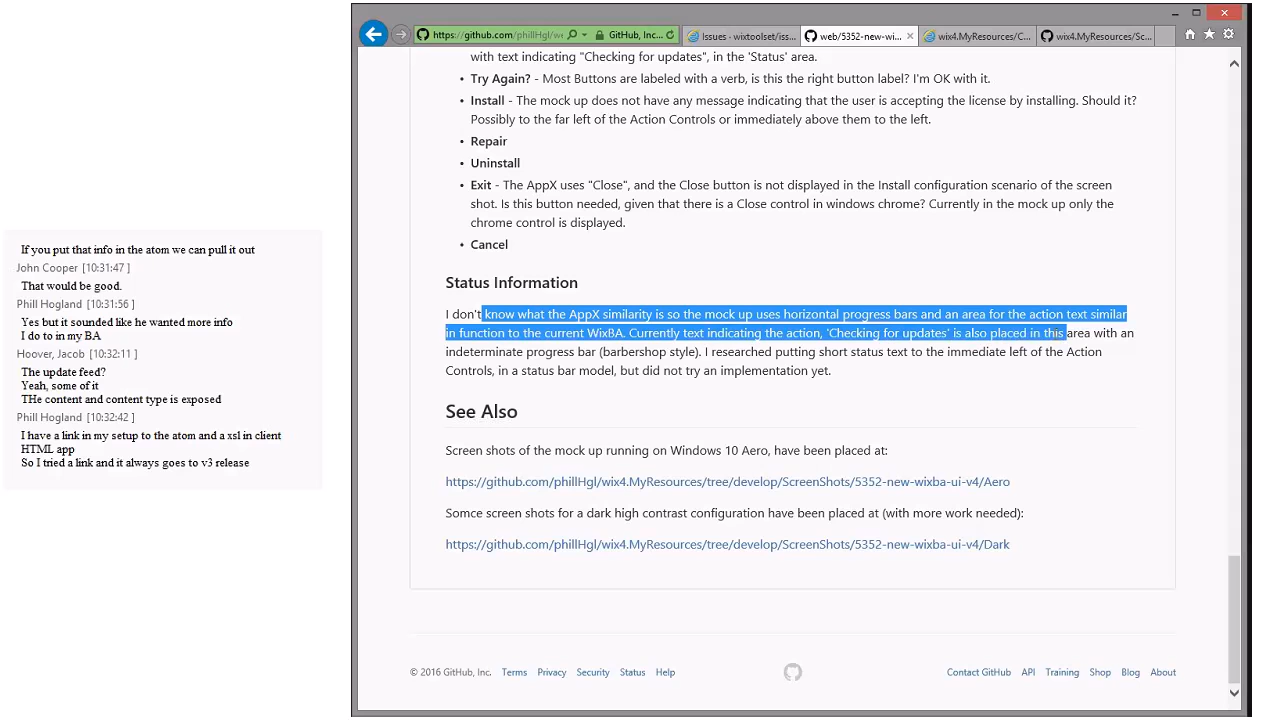 If you put that info in the atom we can pull it out
John Cooper [10:31:47 ]
That would be good.
Phill Hogland [10:31:56 ]
Yes but it sounded like he wanted more info
I do to in my BA
Hoover, Jacob [10:32:11 ]
The update feed?
Yeah, some of it
THe content and content type is exposed
Phill Hogland [10:32:42 ]
I have a link in my setup to the atom and a xsl in client
HTML app
So I tried a link and it always goes to v3 release
https://github.com/phillHgl/we
GitHub, Inc...
Issues · wixtoolset/iss...
web/5352-new-wi...
wix4.MyResources/C...
wix4.MyResources/Sc...
with text indicating "Checking for updates", in the 'Status' area.
• Try Again? - Most Buttons are labeled with a verb, is this the right button label? I'm OK with it.
• Install - The mock up does not have any message indicating that the user is accepting the license by installing. Should it?
Possibly to the far left of the Action Controls or immediately above them to the left.
• Repair
• Uninstall
• Exit - The AppX uses "Close", and the Close button is not displayed in the Install configuration scenario of the screen
shot. Is this button needed, given that there is a Close control in windows chrome? Currently in the mock up only the
chrome control is displayed.
• Cancel
Status Information
I don't know what the AppX similarity is so the mock up uses horizontal progress bars and an area for the action text similar
in function to the current WixBA. Currently text indicating the action, 'Checking for updates' is also placed in this area with an
indeterminate progress bar (barbershop style). I researched putting short status text to the immediate left of the Action
Controls, in a status bar model, but did not try an implementation yet.
See Also
Screen shots of the mock up running on Windows 10 Aero, have been placed at:
https://github.com/phillHgl/wix4.MyResources/tree/develop/ScreenShots/5352-new-wixba-ui-v4/Aero
Somce screen shots for a dark high contrast configuration have been placed at (with more work needed):
https://github.com/phillHgl/wix4.MyResources/tree/develop/ScreenShots/5352-new-wixba-ui-v4/Dark
© 2016 GitHub, Inc. Terms Privacy Security Status Help
Contact GitHub API Training Shop Blog About